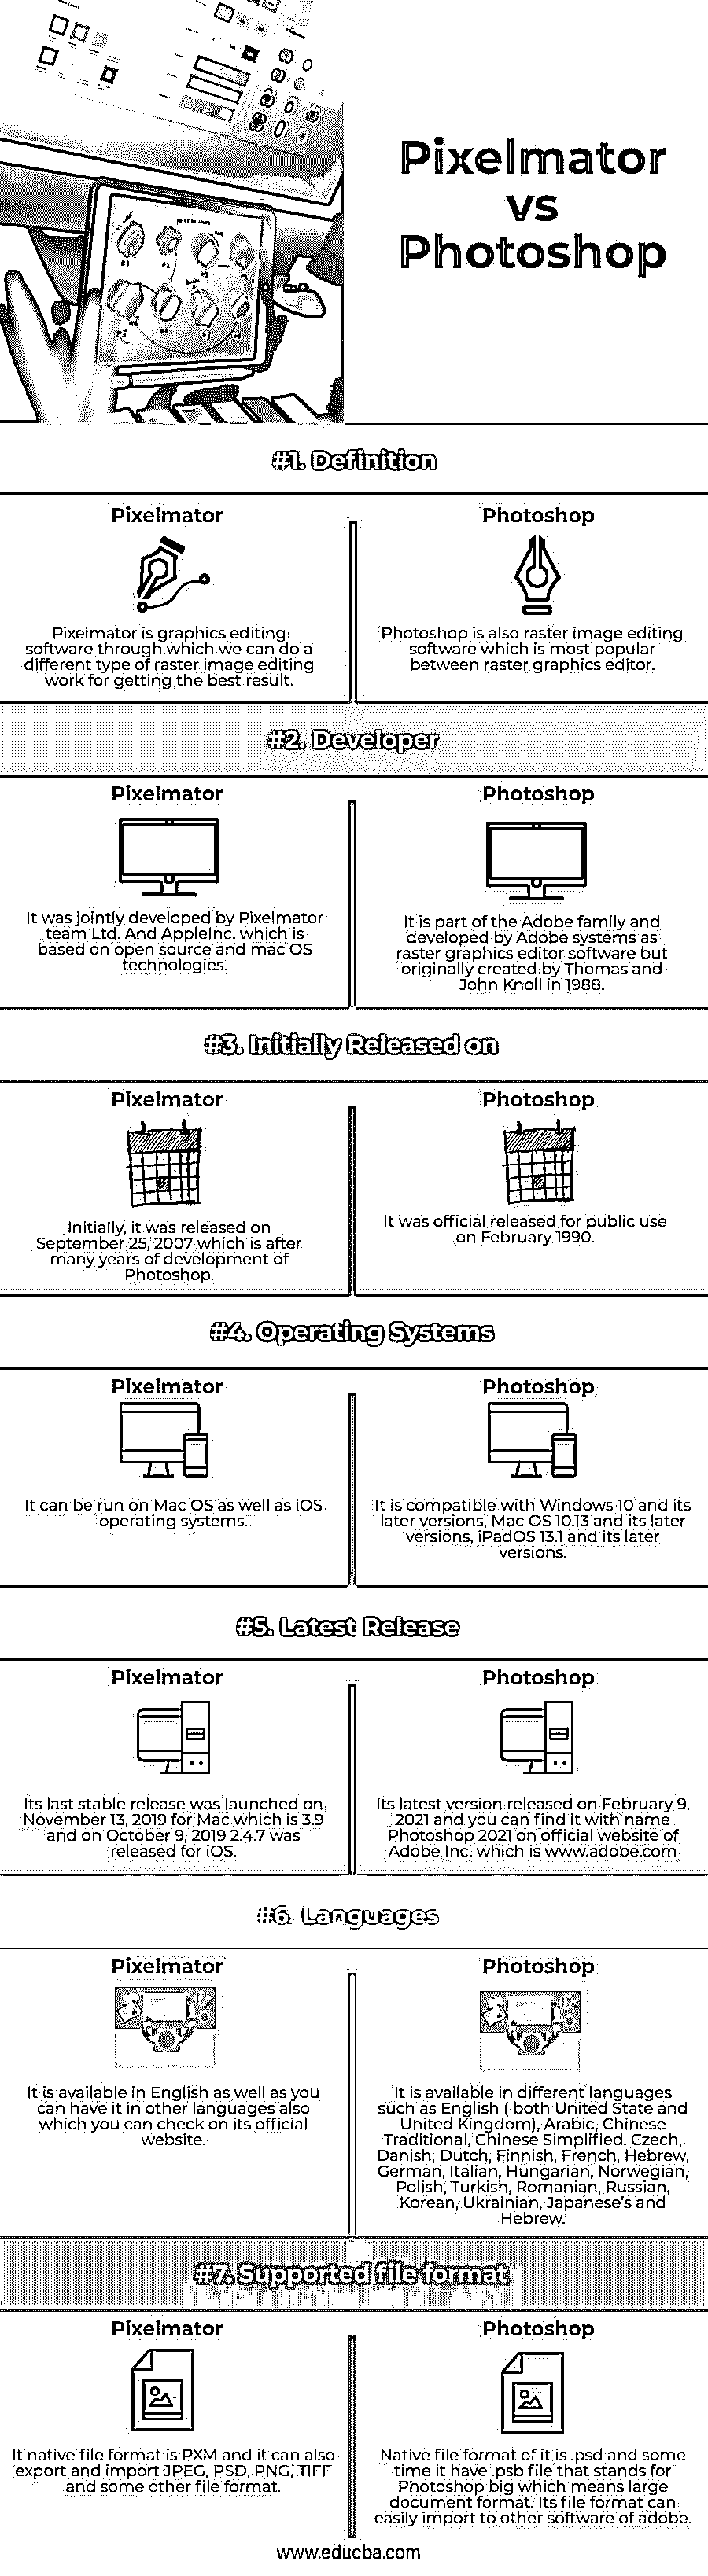 Pixelmator
vs
Photoshop
#1. Definition
Pixelmator
Photoshop
Pixelmator is graphics editing
software through which we can do a
different type of raster image editing
work for getting the best result.
Photoshop is also raster image editing
software which is most popular
between raster graphics editor.
#2. Developer
Pixelmator
Photoshop
It was jointly developed by Pixelmator
team Ltd. And AppleInc. which is
based on open source and mac OS
technologies.
It is part of the Adobe family and
developed by Adobe systems as
raster graphics editor software but
originally created by Thomas and
John Knoll in 1988.
#3. Initially Released on
Pixelmator
Photoshop
Initially, it was released on
September 25, 2007 which is after
many years of development of
Photoshop.
It was official released for public use
on February 1990.
#4. Operating Systems
Pixelmator
Photoshop
It can be run on Mac OS as well as iOS
operating systems.
It is compatible with Windows 10 and its
later versions, Mac OS 10.13 and its later
versions, iPadOS 13.1 and its later
versions.
#5. Latest Release
Pixelmator
Photoshop
Its last stable release was launched on
November 13, 2019 for Mac which is 3.9
and on October 9, 2019 2.4.7 was
released for iOS.
Its latest version released on February 9,
2021 and you can find it with name
Photoshop 2021 on official website of
Adobe Inc. which is www.adobe.com
#6. Languages
Pixelmator
Photoshop
It is available in English as well as you
can have it in other languages also
which you can check on its official
website.
It is available in different languages
such as English ( both United State and
United Kingdom), Arabic, Chinese
Traditional, Chinese Simplified, Czech,
Danish, Dutch, Finnish, French, Hebrew,
German, Italian, Hungarian, Norwegian,
Polish, Turkish, Romanian, Russian,
Korean, Ukrainian, Japanese's and
Hebrew.
#7. Supported file format
Pixelmator
Photoshop
It native file format is PXM and it can also
export and import JPEG, PSD, PNG, TIFF
and some other file format.
Native file format of it is .psd and some
time it have .psb file that stands for
Photoshop big which means large
document format. Its file format can
easily import to other software of adobe.
www.educba.com